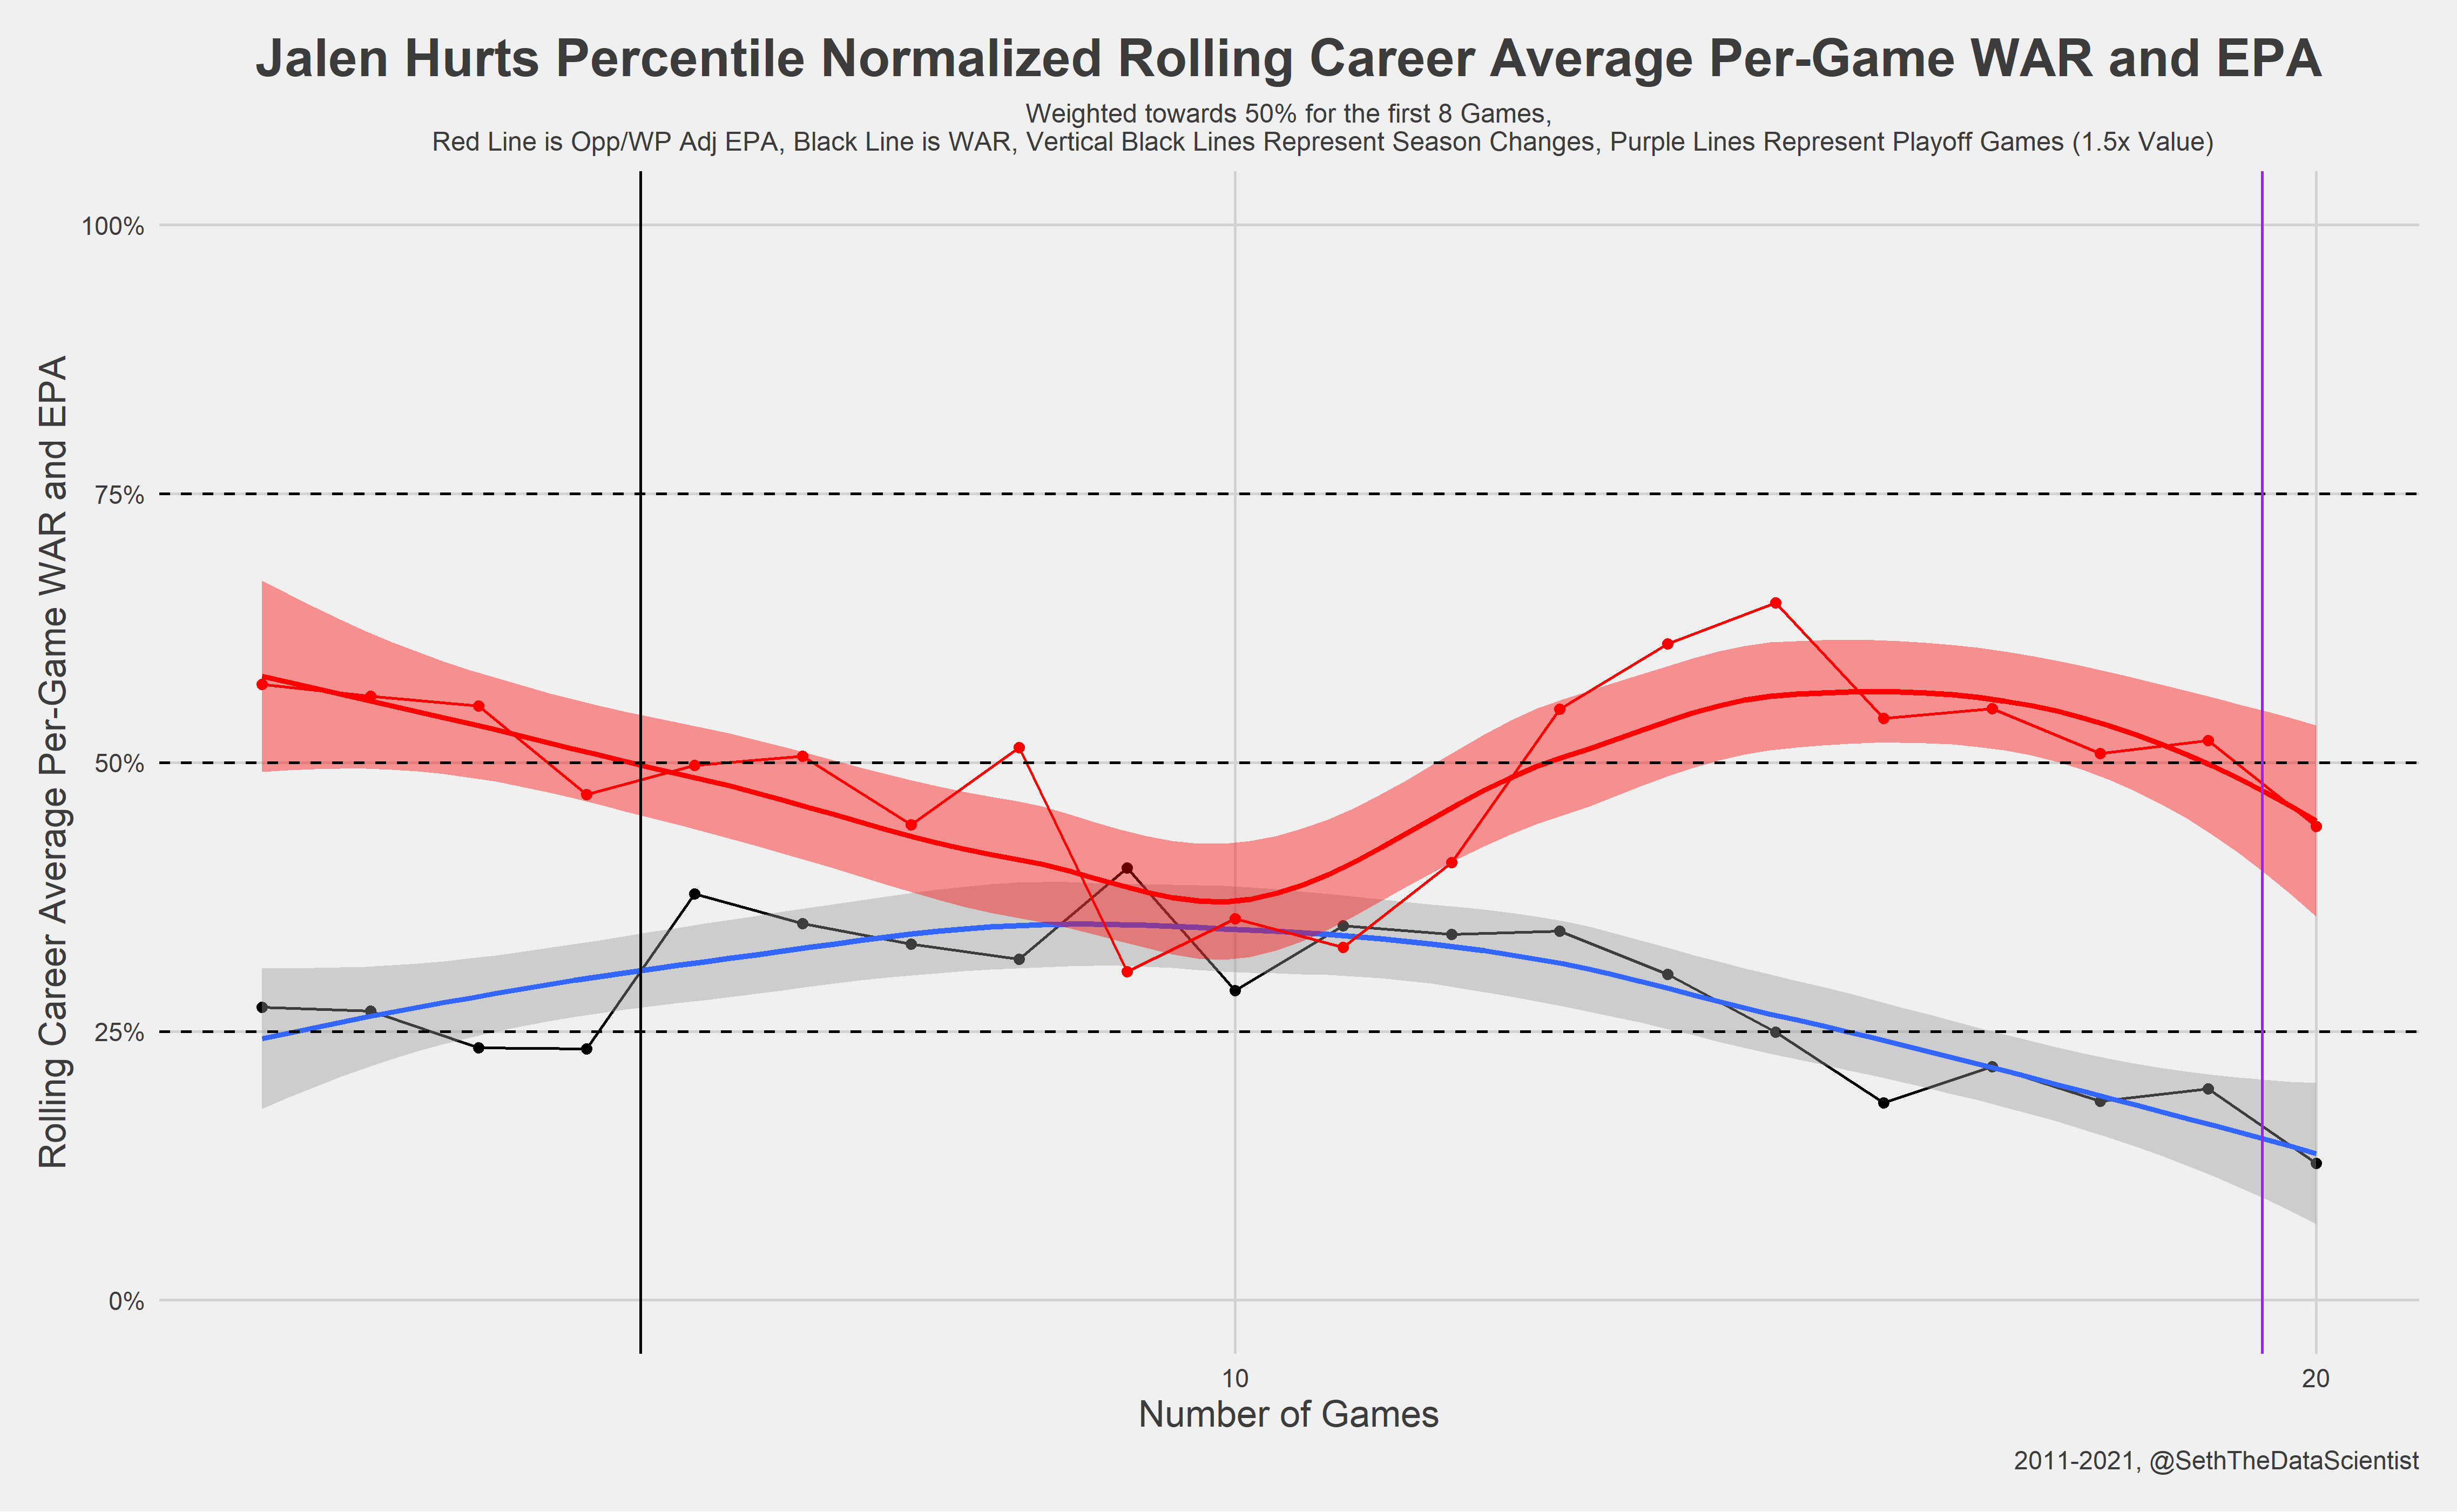 Jalen Hurts Percentile Normalized Rolling Career Average Per-Game WAR and EPA
Weighted towards 50% for the first 8 Games,
Red Line is Opp/WP Adj EPA, Black Line is WAR, Vertical Black Lines Represent Season Changes, Purple Lines Represent Playoff Games (1.5x Value)
Rolling Career Average Per-Game WAR and EPA
100%
75%
50%
25%
0%
10
20
Number of Games
2011-2021, @SethTheDataScientist